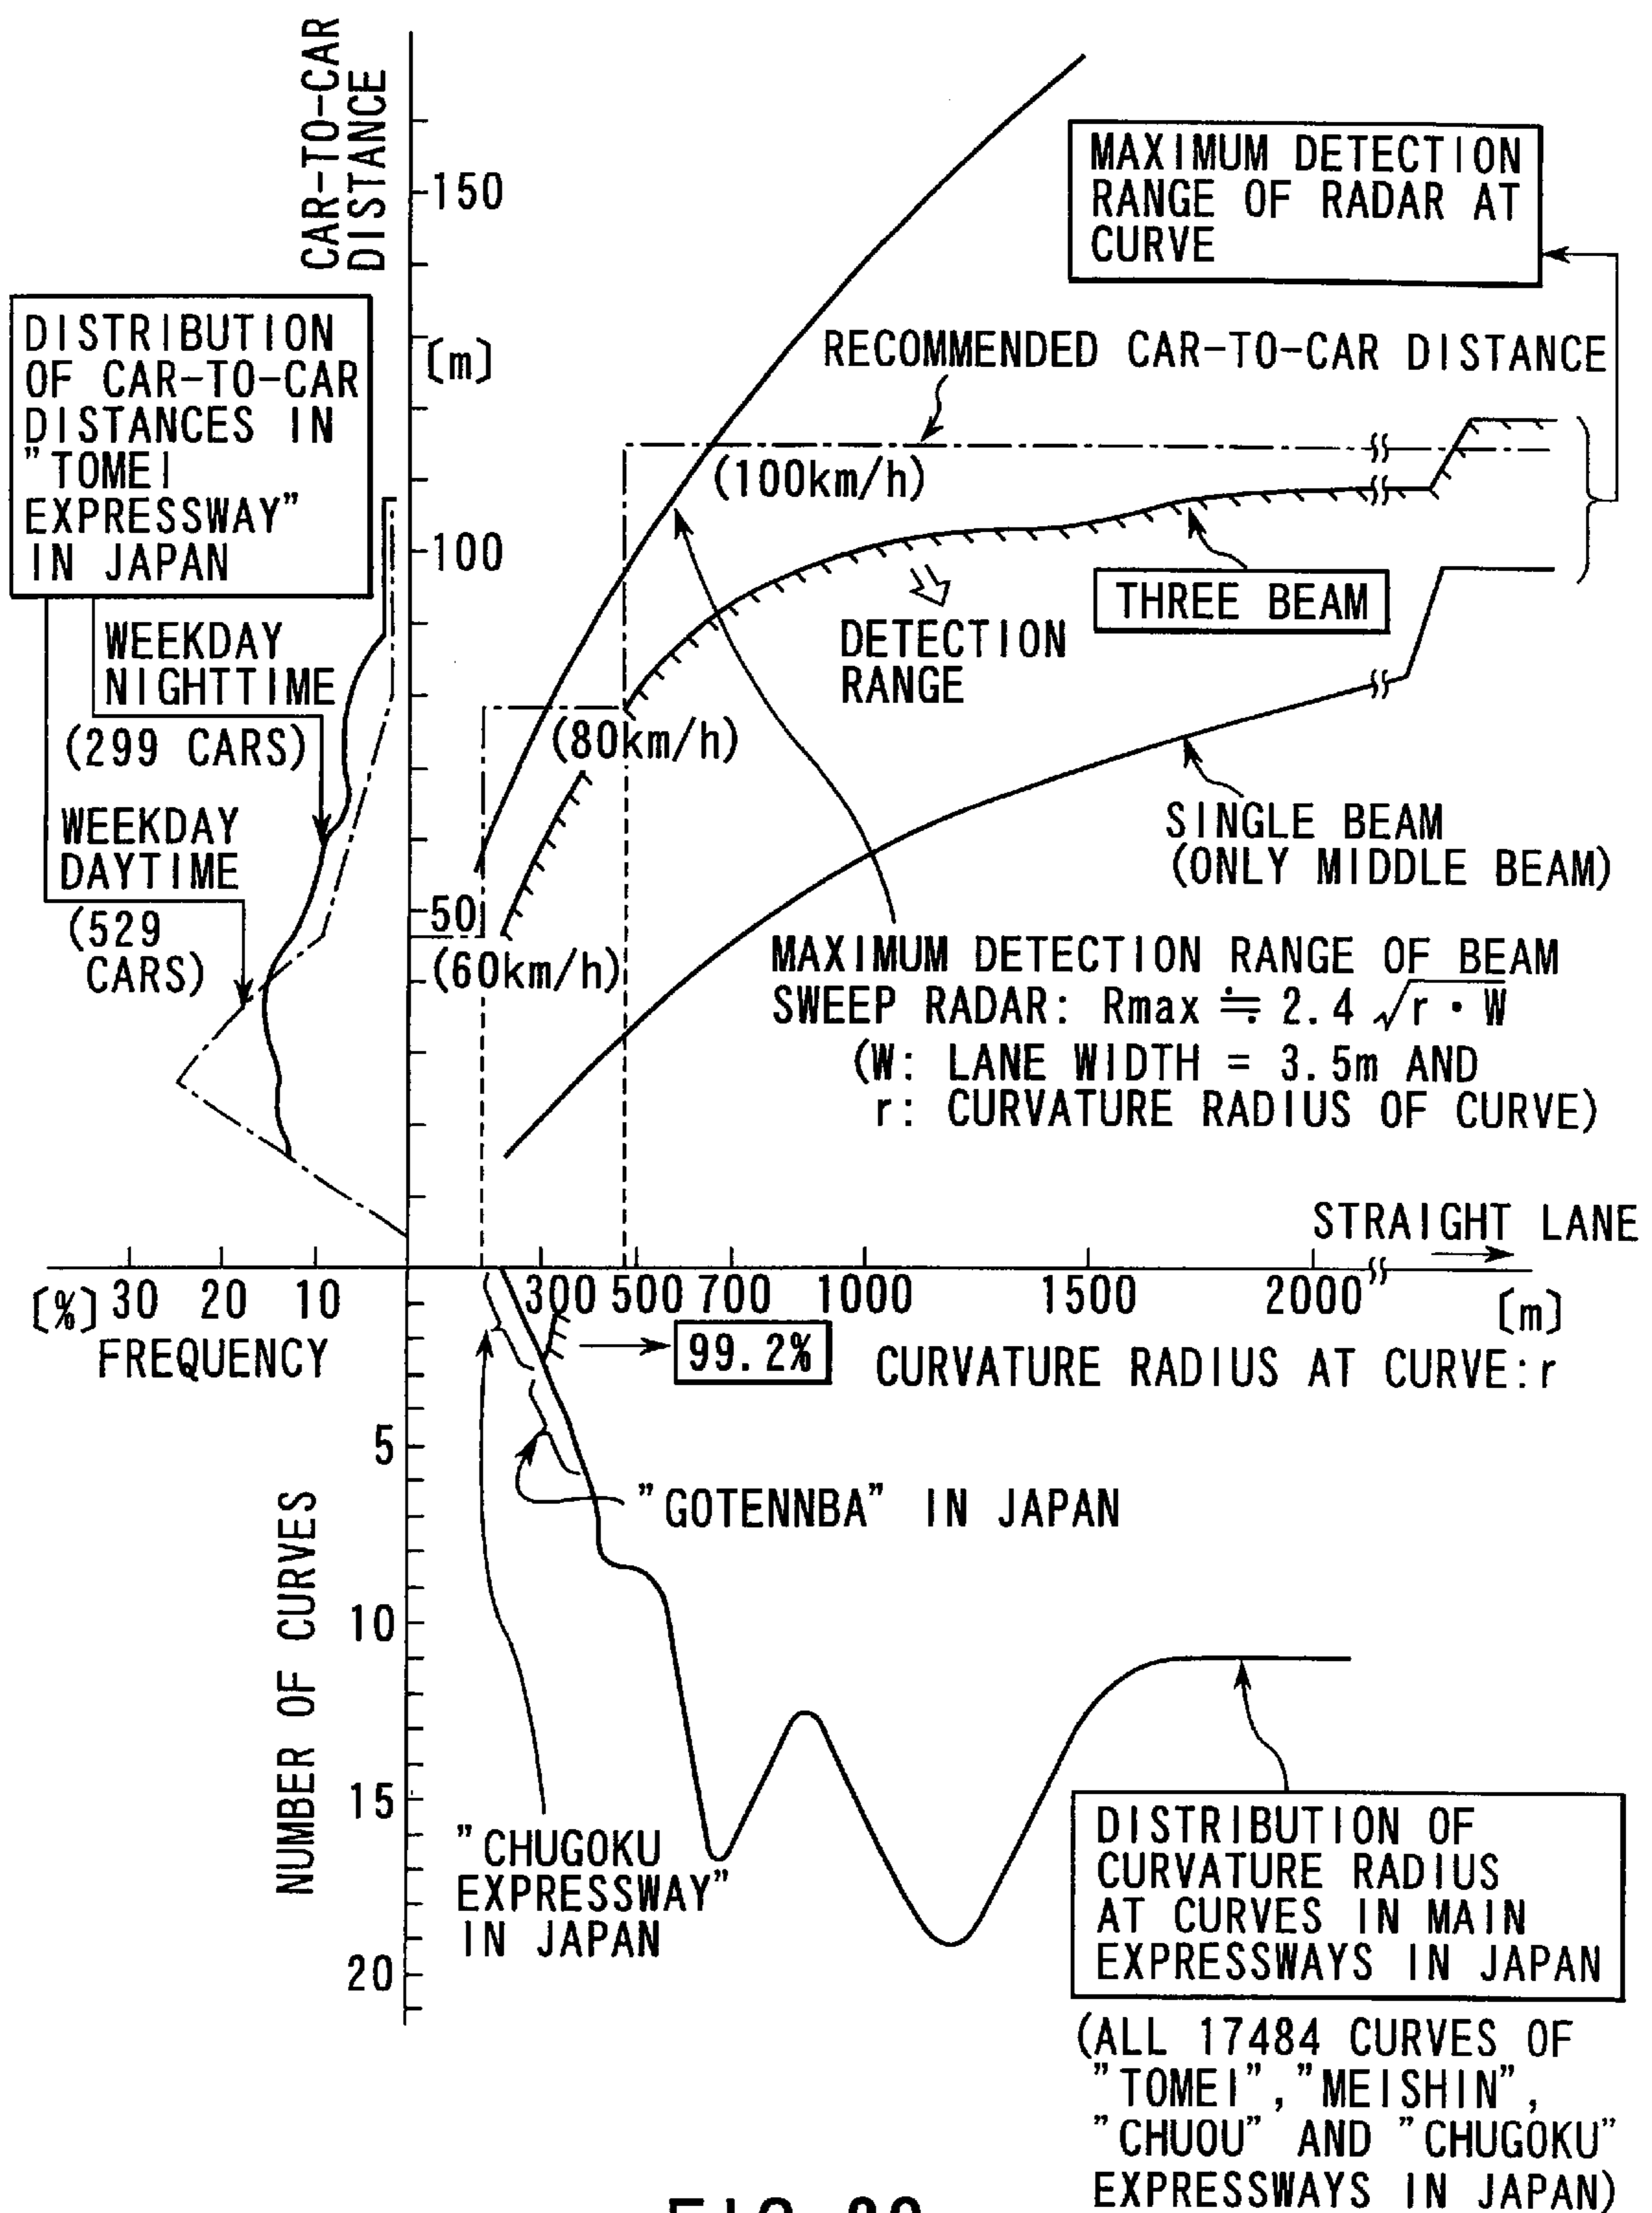 CAR-TO-CAR
DISTANCE
150
[m]
100
50
MAXIMUM DETECTION
RANGE OF RADAR AT
CURVE
DISTRIBUTION
OF CAR-TO-CAR
DISTANCES IN
"TOMEI
EXPRESSWAY"
IN JAPAN
RECOMMENDED CAR-TO-CAR DISTANCE
(100km/h)
THREE BEAM
DETECTION
RANGE
WEEKDAY
NIGHTTIME
(299 CARS)
(80km/h)
WEEKDAY
DAYTIME
(529
CARS)
SINGLE BEAM
(ONLY MIDDLE BEAM)
(60km/h)
MAXIMUM DETECTION RANGE OF BEAM
SWEEP RADAR: Rmax ≒ 2.4 √r・W
(W: LANE WIDTH = 3.5m AND
r: CURVATURE RADIUS OF CURVE)
STRAIGHT LANE
[%] 30 20 10
300 500 700 1000 1500 2000 [m]
FREQUENCY
99.2%
CURVATURE RADIUS AT CURVE:r
5
10
15
20
NUMBER OF CURVES
"GOTENNBA" IN JAPAN
"CHUGOKU
EXPRESSWAY"
IN JAPAN
DISTRIBUTION OF
CURVATURE RADIUS
AT CURVES IN MAIN
EXPRESSWAYS IN JAPAN
(ALL 17484 CURVES OF
"TOMEI","MEISHIN",
"CHUOU" AND "CHUGOKU"
EXPRESSWAYS IN JAPAN)